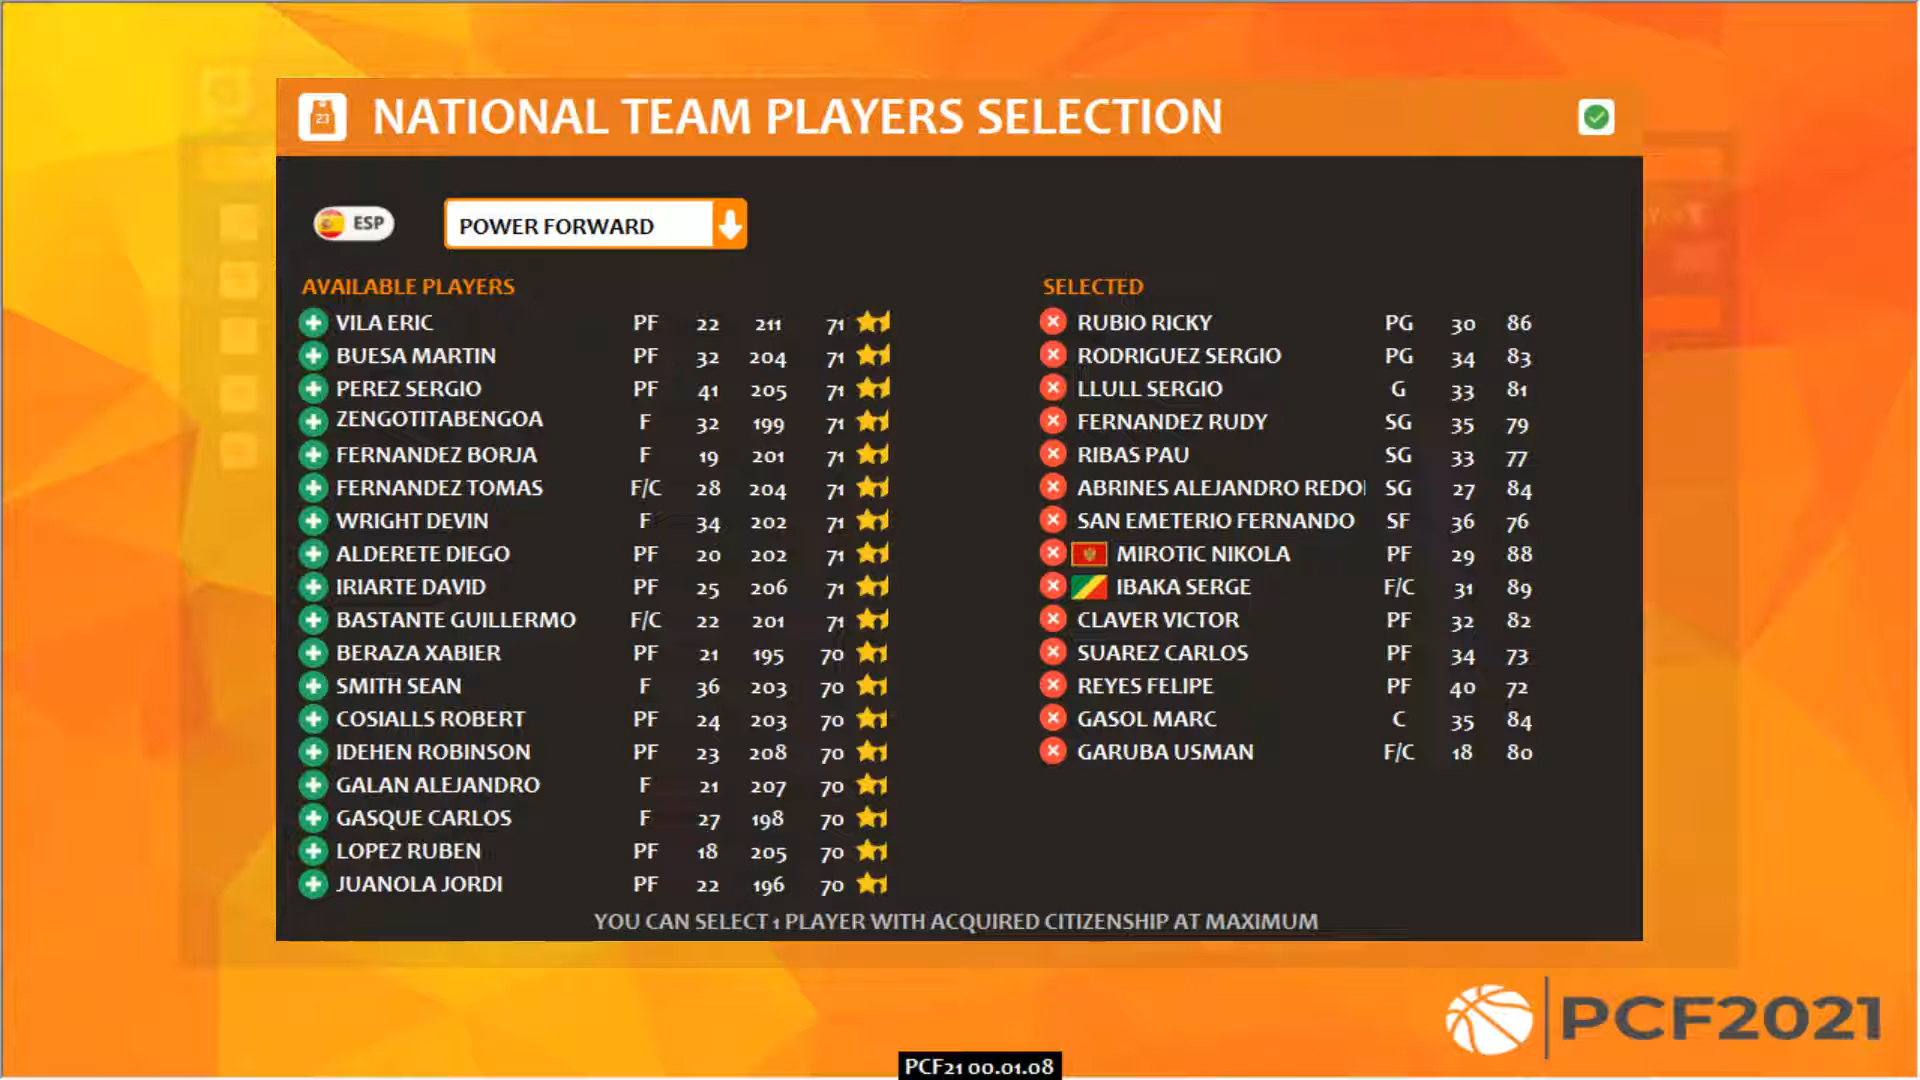 23 NATIONAL TEAM PLAYERS SELECTION
ESP POWER FORWARD
AVAILABLE PLAYERS
VILA ERIC PF 22 211 71
BUESA MARTIN PF 32 204 71
PEREZ SERGIO PF 41 205 71
ZENGOTITABENGOA F 32 199 71
FERNANDEZ BORJA F 19 201 71
FERNANDEZ TOMAS F/C 28 204 71
WRIGHT DEVIN F 34 202 71
ALDERETE DIEGO PF 20 202 71
IRIARTE DAVID PF 25 206 71
BASTANTE GUILLERMO F/C 22 201 71
BERAZA XABIER PF 21 195 70
SMITH SEAN F 36 203 70
COSIALLS ROBERT PF 24 203 70
IDEHEN ROBINSON PF 23 208 70
GALAN ALEJANDRO F 21 207 70
GASQUE CARLOS F 27 198 70
LOPEZ RUBEN PF 18 205 70
JUANOLA JORDI PF 22 196 70
SELECTED
RUBIO RICKY PG 30 86
RODRIGUEZ SERGIO PG 34 83
LLULL SERGIO G 33 81
FERNANDEZ RUDY SG 35 79
RIBAS PAU SG 33 77
ABRINES ALEJANDRO REDO SG 27 84
SAN EMETERIO FERNANDO SF 36 76
MIROTIC NIKOLA PF 29 88
IBAKA SERGE F/C 31 89
CLAVER VICTOR PF 32 82
SUAREZ CARLOS PF 34 73
REYES FELIPE PF 40 72
GASOL MARC C 35 84
GARUBA USMAN F/C 18 80
YOU CAN SELECT 1 PLAYER WITH ACQUIRED CITIZENSHIP AT MAXIMUM
PCF2021
PCF21 00.01.08